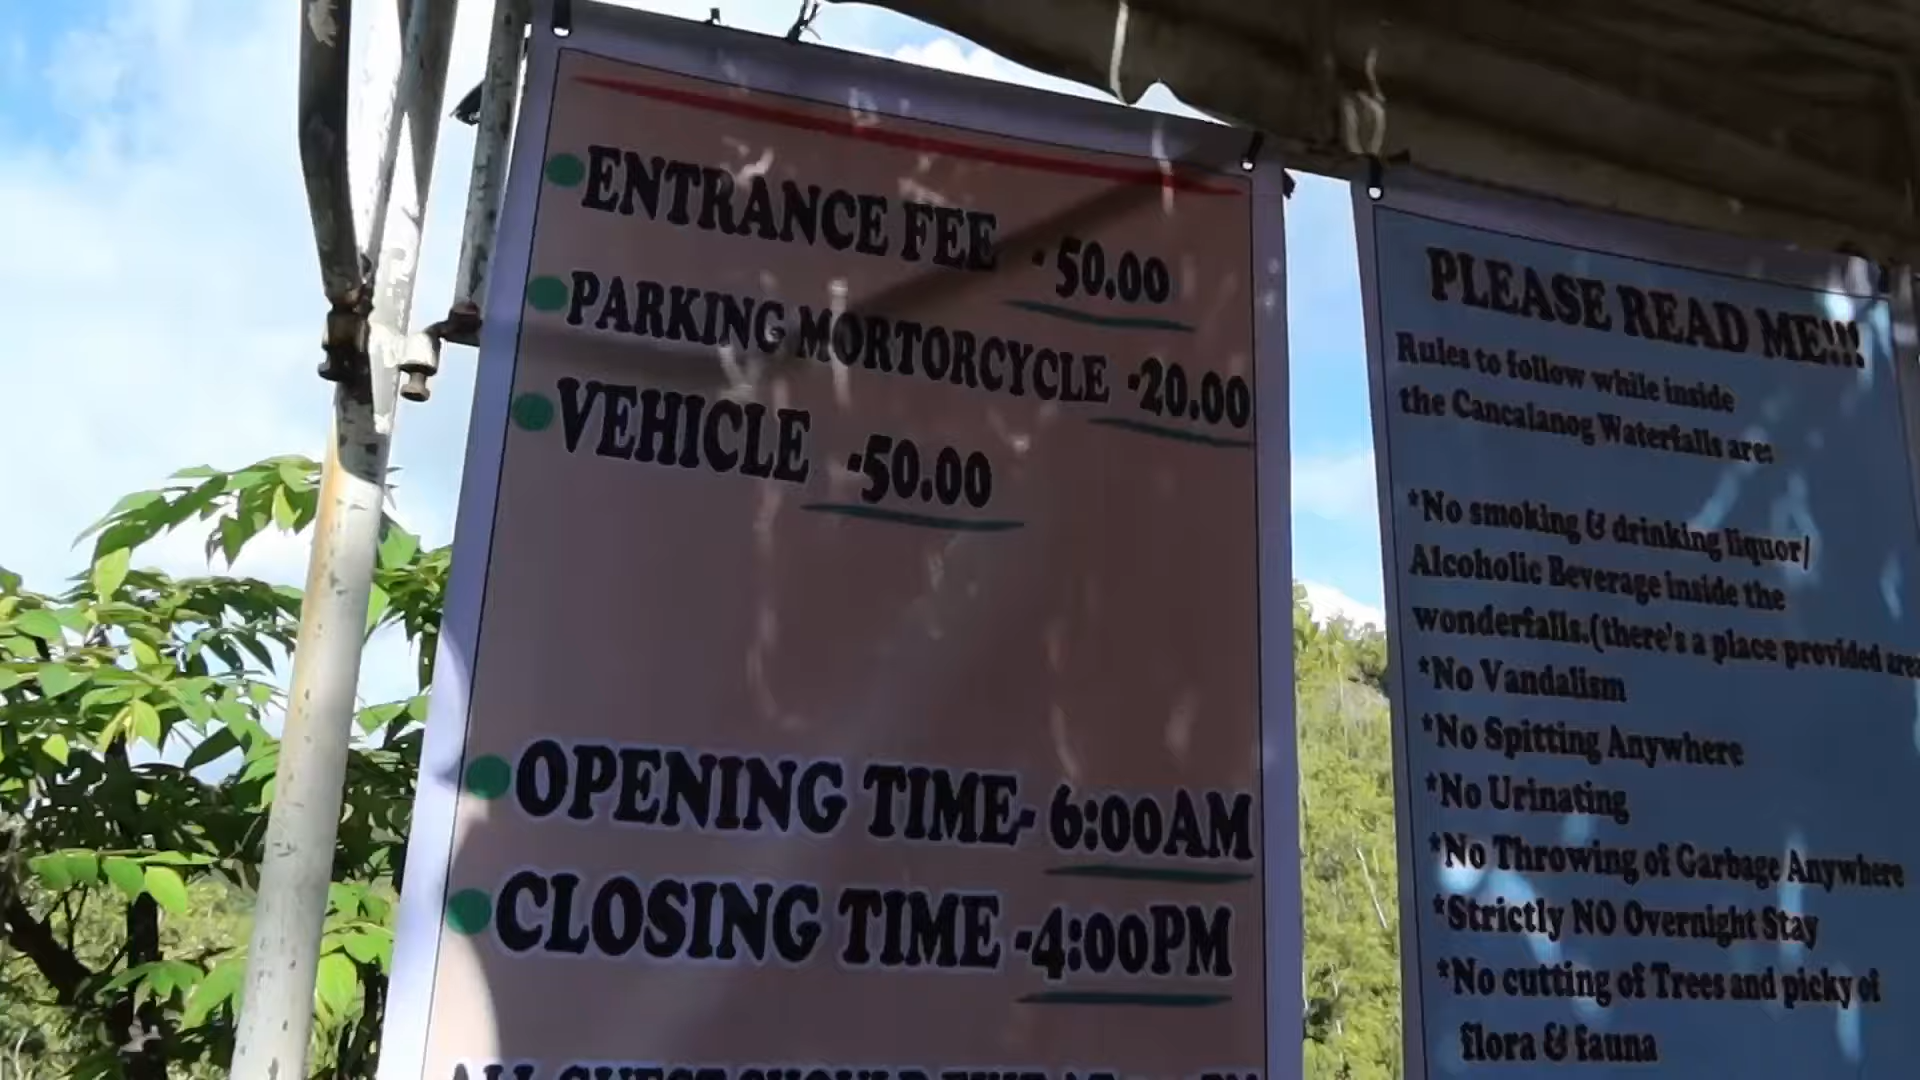 ENTRANCE FEE - 50.00
PARKING MORTORCYCLE -20.00
VEHICLE -50.00
OPENING TIME- 6:00AM
CLOSING TIME -4:00PM
ALL GUEST SHOULD
PLEASE READ ME!!!
Rules to follow while inside
the Cancalanog Waterfalls are:
*No smoking & drinking liquor/
Alcoholic Beverage inside the
wonderfalls.(there's a place provided area
*No Vandalism
*No Spitting Anywhere
*No Urinating
*No Throwing of Garbage Anywhere
*Strictly NO Overnight Stay
*No cutting of Trees and picky of
flora & fauna